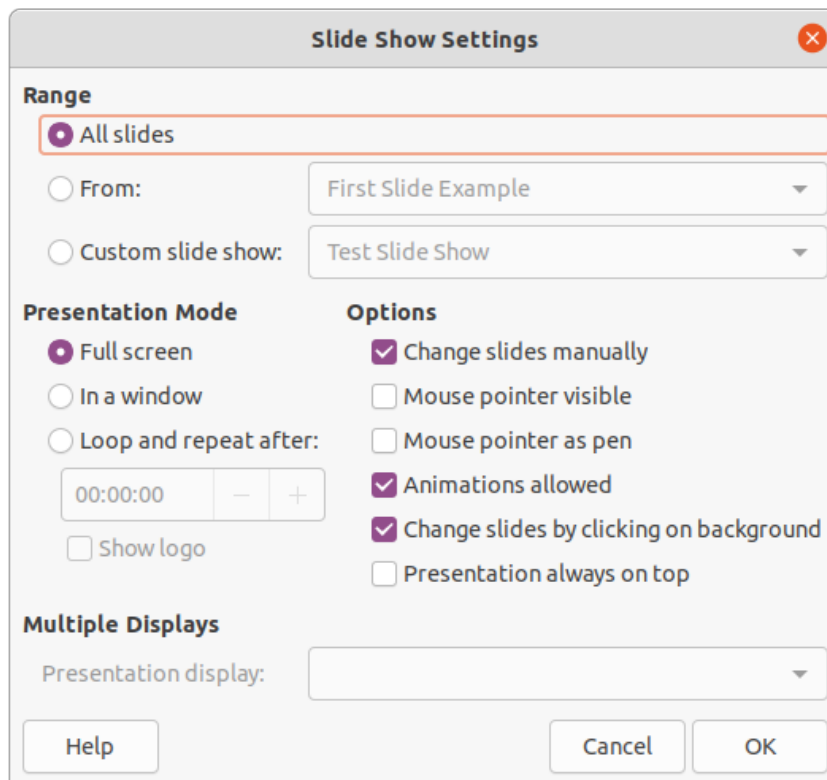 Slide Show Settings
Range
All slides
From: First Slide Example
Custom slide show: Test Slide Show
Presentation Mode
Full screen
In a window
Loop and repeat after:
00:00:00
Show logo
Options
Change slides manually
Mouse pointer visible
Mouse pointer as pen
Animations allowed
Change slides by clicking on background
Presentation always on top
Multiple Displays
Presentation display:
Help Cancel OK